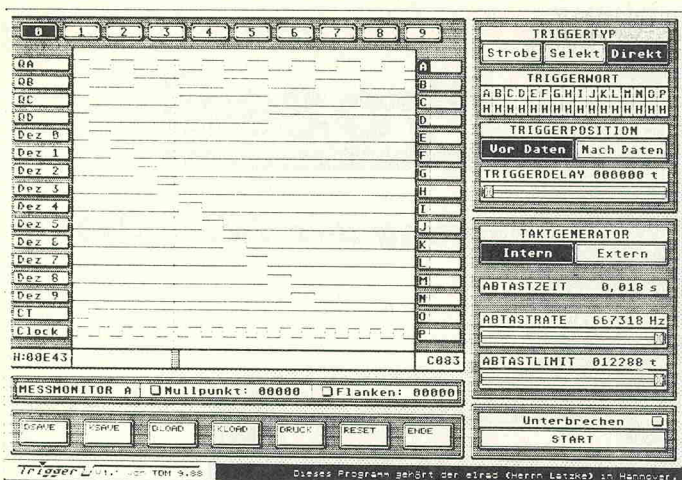 0 1 2 3 4 5 6 7 8 9
QA
QB
QC
QD
Dez 0
Dez 1
Dez 2
Dez 3
Dez 4
Dez 5
Dez 6
Dez 7
Dez 8
Dez 9
CT
Clock
A
B
C
D
E
F
G
H
I
J
K
L
M
N
O
P
H:00E43
C083
MESSMONITOR A Nullpunkt: 00000 Flanken: 00000
DSAVE KSAVE DLOAD KLOAD DRUCK RESET ENDE
TRIGGERTYP
Strobe Selekt Direkt
TRIGGERWORT
A B C D E F G H I J K L M N O P
H H H H H H H H H H H H H H H H
TRIGGERPOSITION
Vor Daten Nach Daten
TRIGGERDELAY 000000 t
TAKTGENERATOR
Intern Extern
ABTASTZEIT 0,018 s
ABTASTRATE 667318 Hz
ABTASTLIMIT 012288 t
Unterbrechen
START
Trigger von TDM 9.88
Dieses Programm gehört der elrad (Herrn Latzke) in Hannover.